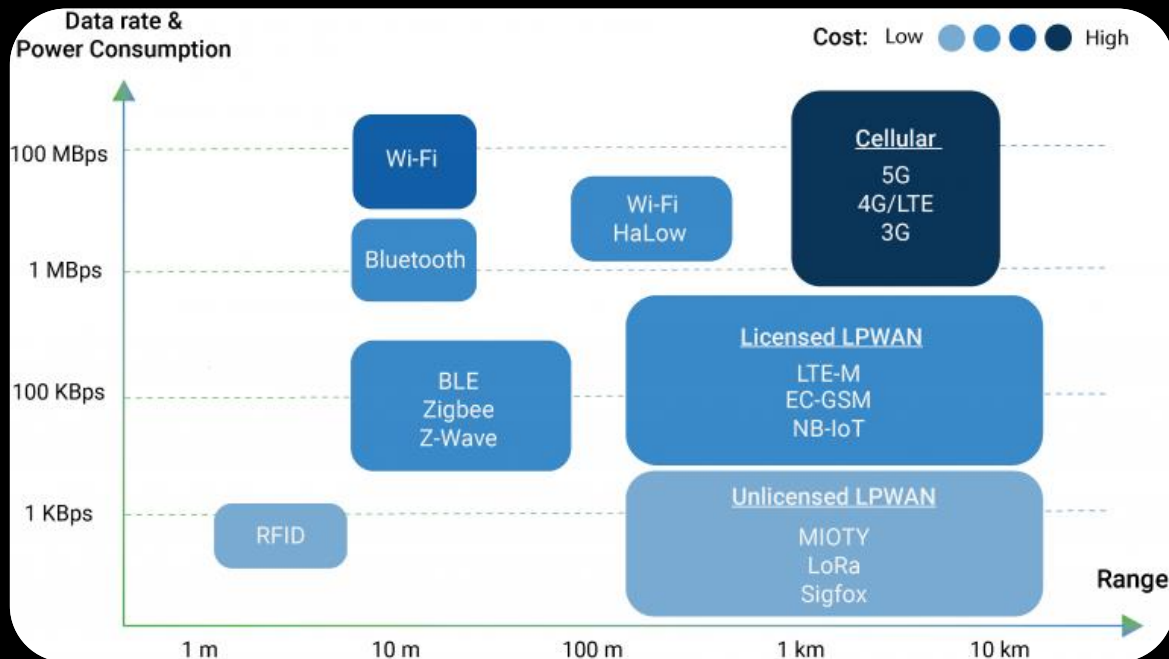 Data rate &
Power Consumption
Cost: Low High
100 MBps
Wi-Fi
Cellular
5G
4G/LTE
3G
Wi-Fi
HaLow
Bluetooth
1 MBps
Licensed LPWAN
LTE-M
EC-GSM
NB-IoT
100 KBps
BLE
Zigbee
Z-Wave
Unlicensed LPWAN
MIOTY
LoRa
Sigfox
1 KBps
RFID
Range
1 m 10 m 100 m 1 km 10 km